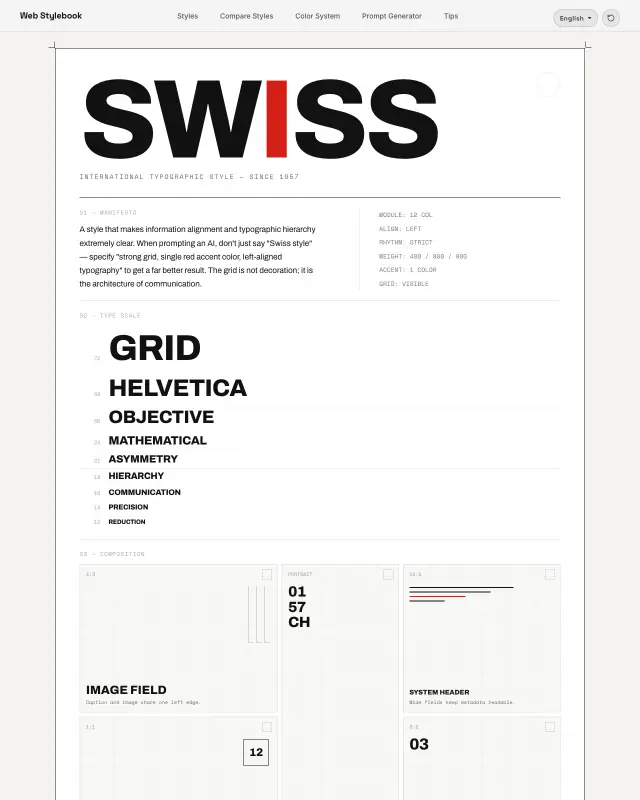 Web Stylebook
Styles
Compare Styles
Color System
Prompt Generator
Tips
English
SWISS
INTERNATIONAL TYPOGRAPHIC STYLE — SINCE 1957
01 — MANIFESTO
A style that makes information alignment and typographic hierarchy
extremely clear. When prompting an AI, don't just say "Swiss style"
— specify "strong grid, single red accent color, left-aligned
typography" to get a far better result. The grid is not decoration; it is
the architecture of communication.
MODULE: 12 COL
ALIGN: LEFT
RHYTHM: STRICT
WEIGHT: 400 / 800 / 900
ACCENT: 1 COLOR
GRID: VISIBLE
02 — TYPE SCALE
72 GRID
HELVETICA
OBJECTIVE
MATHEMATICAL
21 ASYMMETRY
HIERARCHY
COMMUNICATION
PRECISION
12 REDUCTION
03 — COMPOSITION
IMAGE FIELD
Caption and image share one left edge.
PORTRAIT
01
57
CH
SYSTEM HEADER
Wide fields keep metadata readable.
1:1
12
03